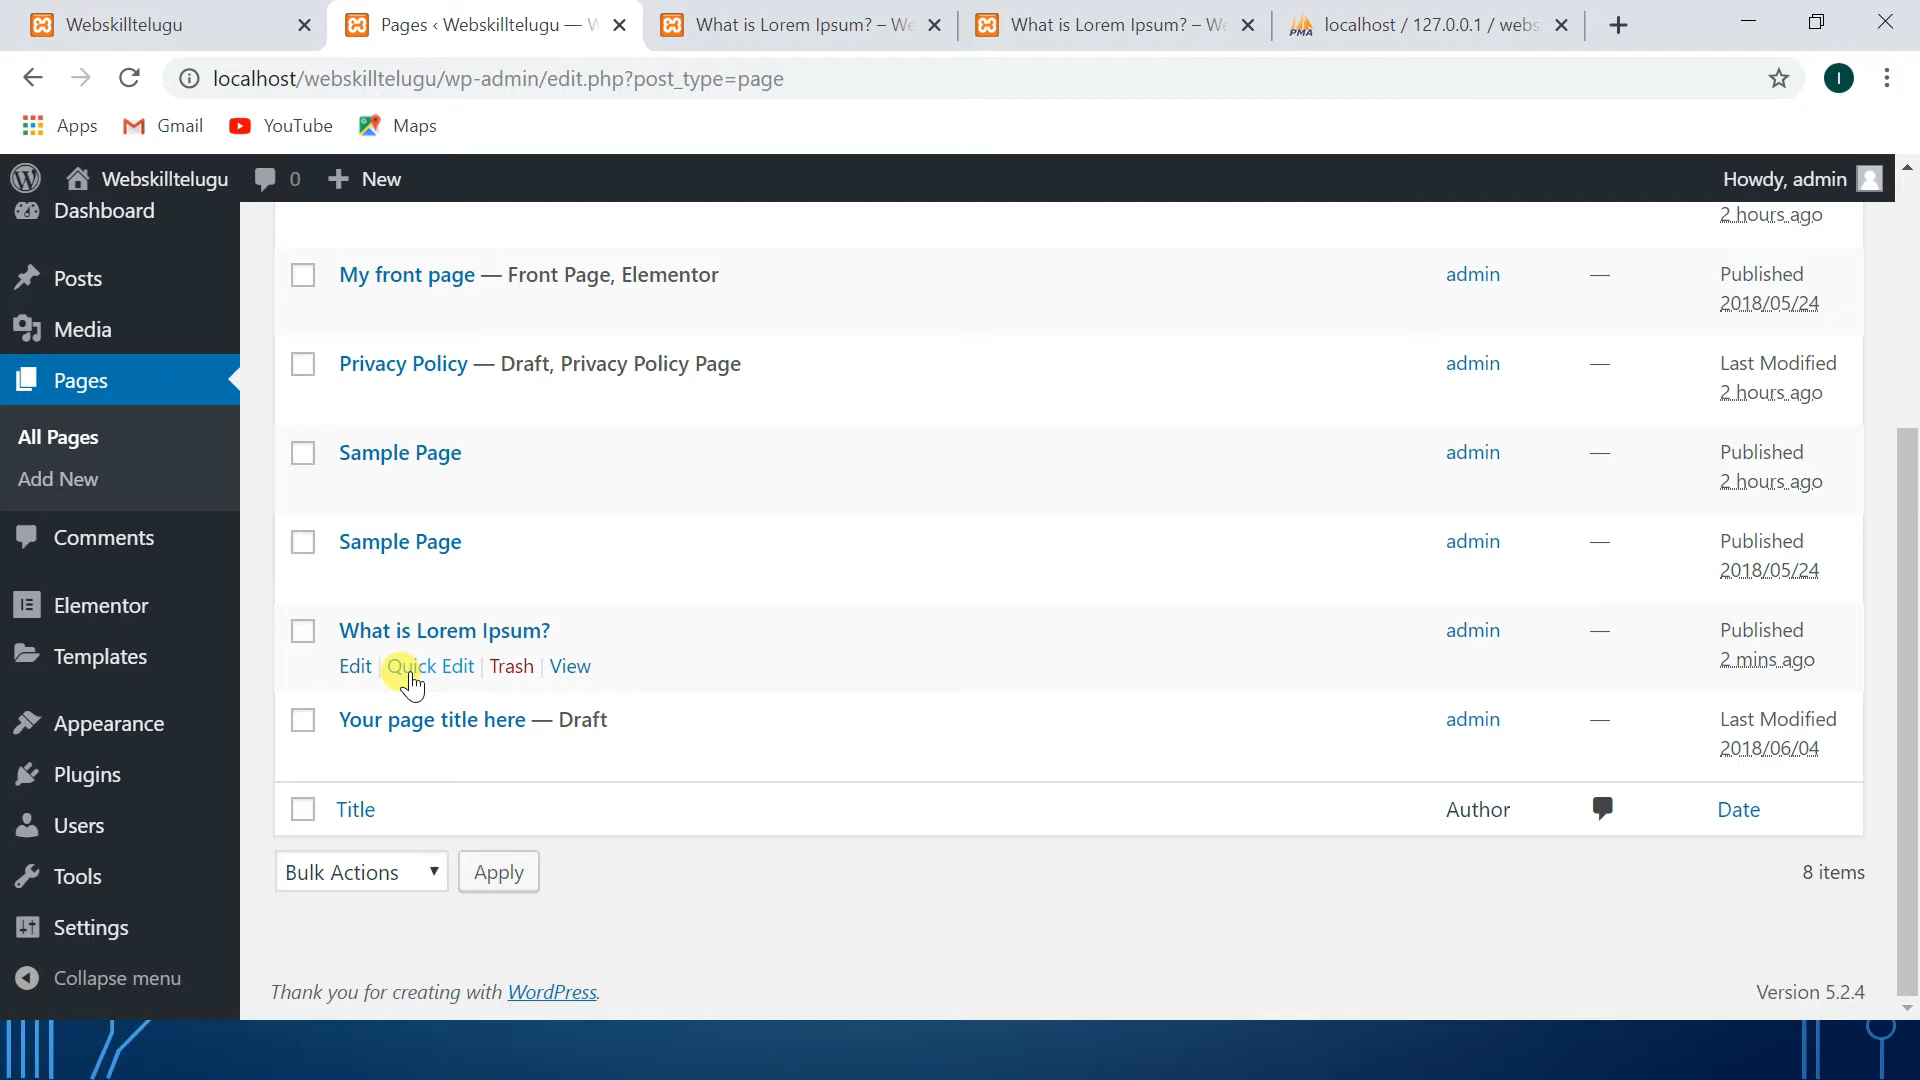 Webskilltelugu
Pages ‹ Webskilltelugu — W
What is Lorem Ipsum? – We
What is Lorem Ipsum? – We
localhost / 127.0.0.1 / webs
localhost/webskilltelugu/wp-admin/edit.php?post_type=page
I
Apps
Gmail
YouTube
Maps
Webskilltelugu
0
New
Howdy, admin
Dashboard
Posts
Media
Pages
All Pages
Add New
Comments
Elementor
Templates
Appearance
Plugins
Users
Tools
Settings
Collapse menu
2 hours ago
My front page — Front Page, Elementor
admin
—
Published
2018/05/24
Privacy Policy — Draft, Privacy Policy Page
admin
—
Last Modified
2 hours ago
Sample Page
admin
—
Published
2 hours ago
Sample Page
admin
—
Published
2018/05/24
What is Lorem Ipsum?
admin
—
Published
Edit | Quick Edit | Trash | View
2 mins ago
Your page title here — Draft
admin
—
Last Modified
2018/06/04
Title
Author
Date
Bulk Actions
Apply
8 items
Thank you for creating with WordPress.
Version 5.2.4